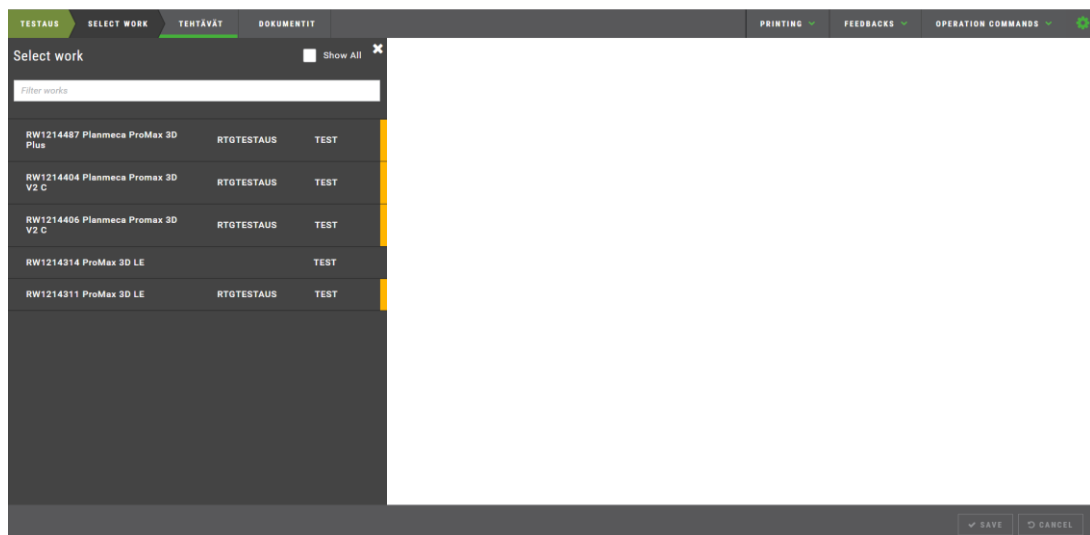 TESTAUS SELECT WORK TEHTÄVÄT DOKUMENTIT PRINTING FEEDBACKS OPERATION COMMANDS
Select work Show All
Filter works
RW1214487 Planmeca ProMax 3D
Plus RTGTESTAUS TEST
RW1214404 Planmeca Promax 3D
V2 C RTGTESTAUS TEST
RW1214406 Planmeca Promax 3D
V2 C RTGTESTAUS TEST
RW1214314 ProMax 3D LE TEST
RW1214311 ProMax 3D LE RTGTESTAUS TEST
SAVE CANCEL